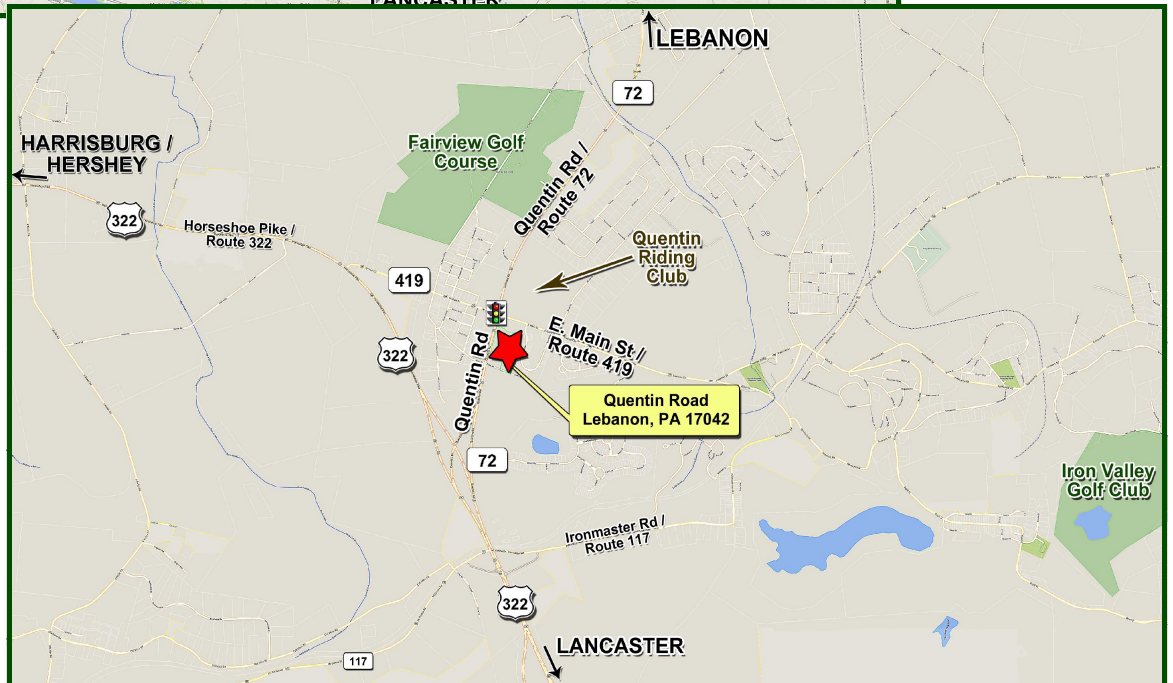 LANCASTER
LEBANON
72
HARRISBURG /
HERSHEY
Fairview Golf
Course
Quentin Rd /
Route 72
322
Horseshoe Pike /
Route 322
Quentin
Riding
Club
419
E. Main St /
Route 419
322
Quentin Rd
Quentin Road
Lebanon, PA 17042
72
Iron Valley
Golf Club
Ironmaster Rd /
Route 117
322
LANCASTER
117